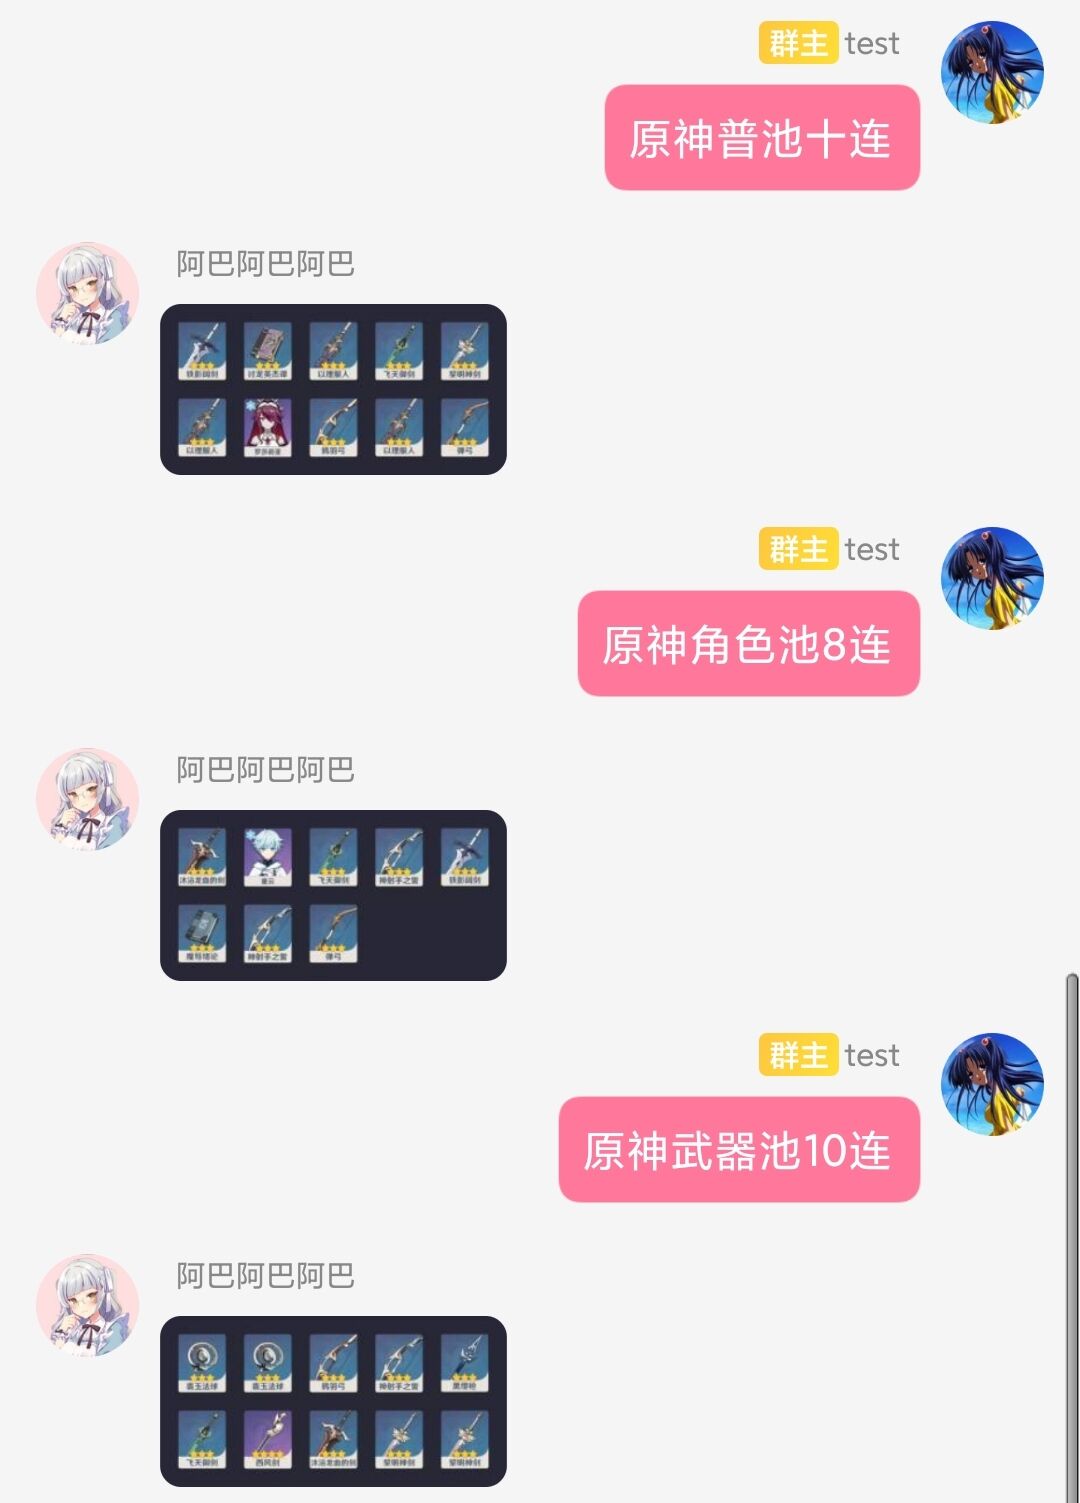 群主 test
原神普池十连
阿巴阿巴阿巴
铁影阔剑 讨龙英杰谭 以理服人 飞天御剑 黎明神剑
以理服人 罗莎莉亚 鸦羽弓 以理服人 弹弓
群主 test
原神角色池8连
阿巴阿巴阿巴
沐浴龙血的剑 重云 飞天御剑 神射手之誓 铁影阔剑
魔导绪论 神射手之誓 弹弓
群主 test
原神武器池10连
阿巴阿巴阿巴
翡玉法球 翡玉法球 鸦羽弓 神射手之誓 黑缨枪
飞天御剑 西风剑 沐浴龙血的剑 黎明神剑 黎明神剑